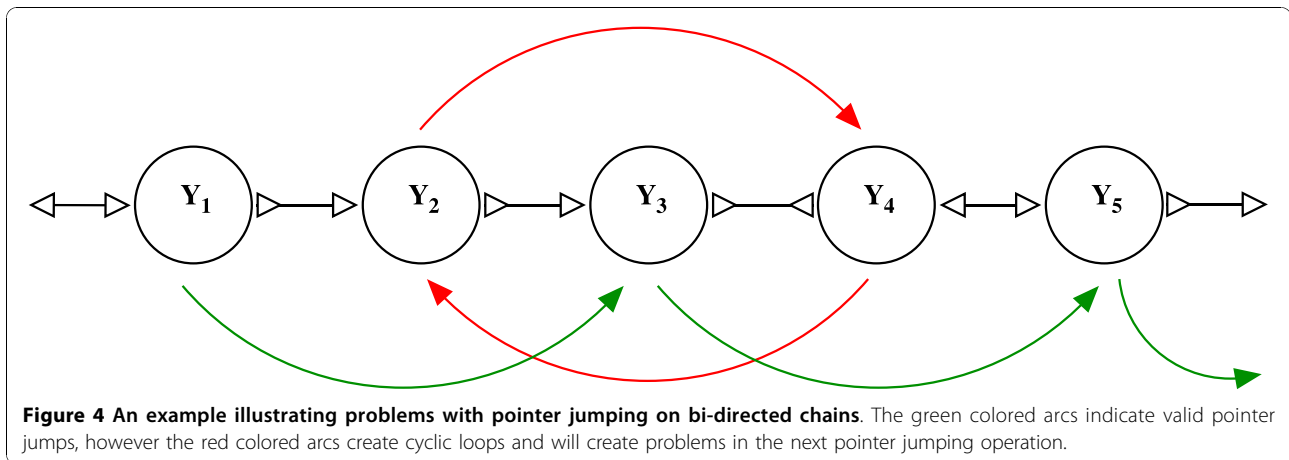 Y1 Y2 Y3 Y4 Y5
Figure 4 An example illustrating problems with pointer jumping on bi-directed chains. The green colored arcs indicate valid pointer
jumps, however the red colored arcs create cyclic loops and will create problems in the next pointer jumping operation.